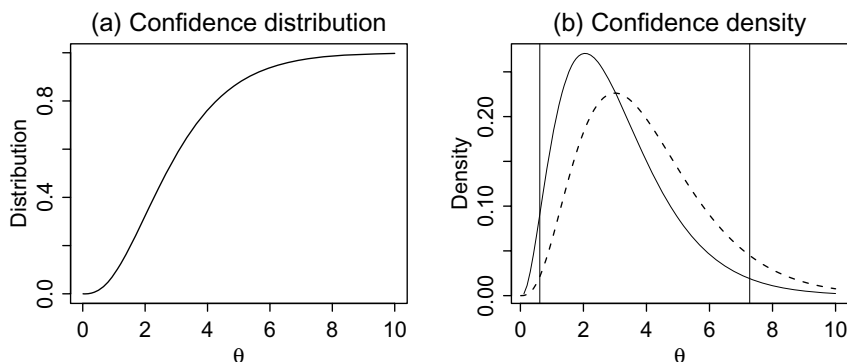 (a) Confidence distribution
Distribution
0.0 0.4 0.8
0 2 4 6 8 10
θ
(b) Confidence density
Density
0.00 0.10 0.20
0 2 4 6 8 10
θ